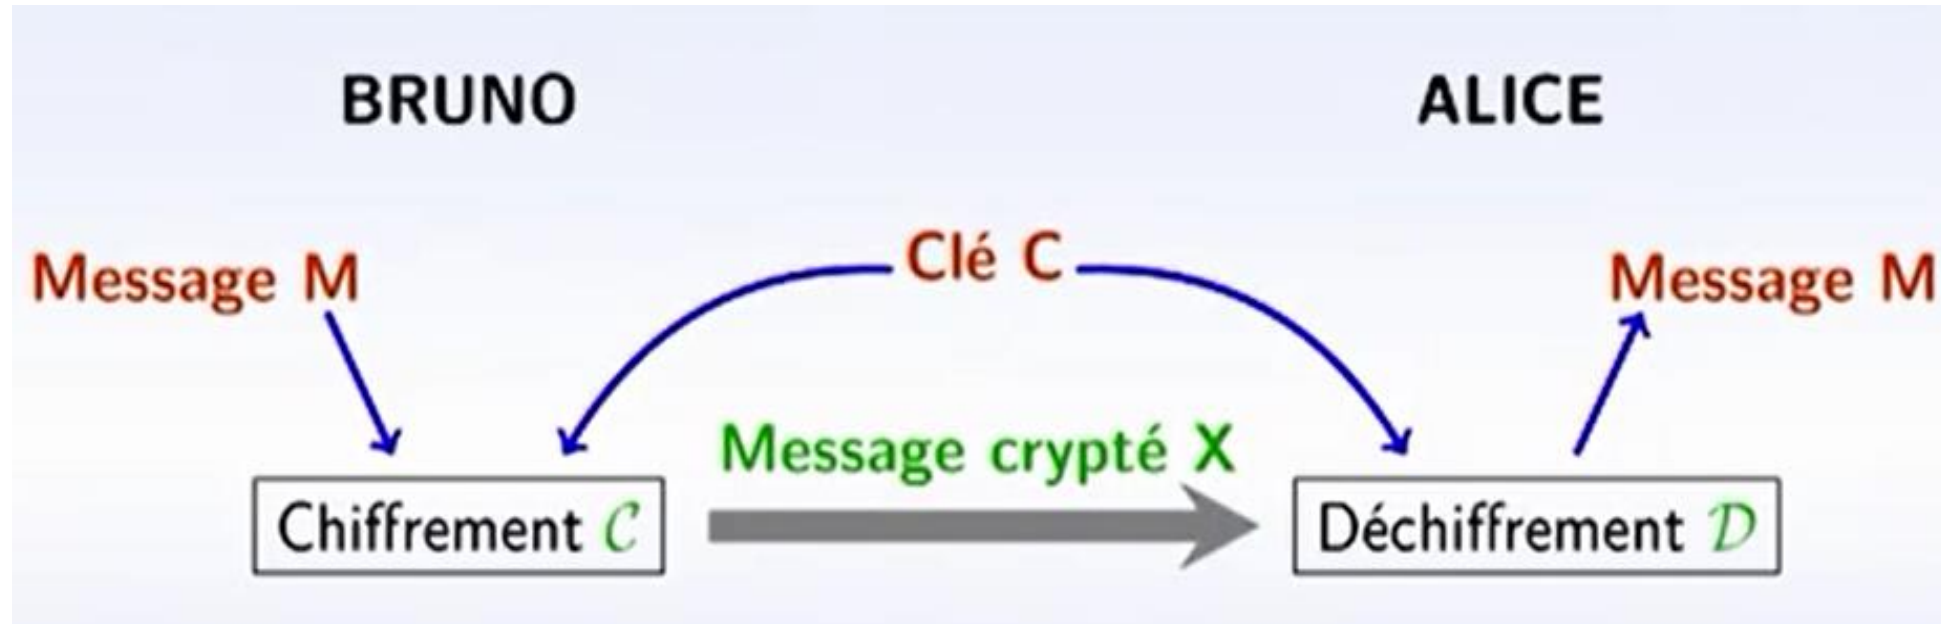 BRUNO
ALICE
Clé C
Message M
Message M
Message crypté X
Chiffrement 𝒞
Déchiffrement 𝒟